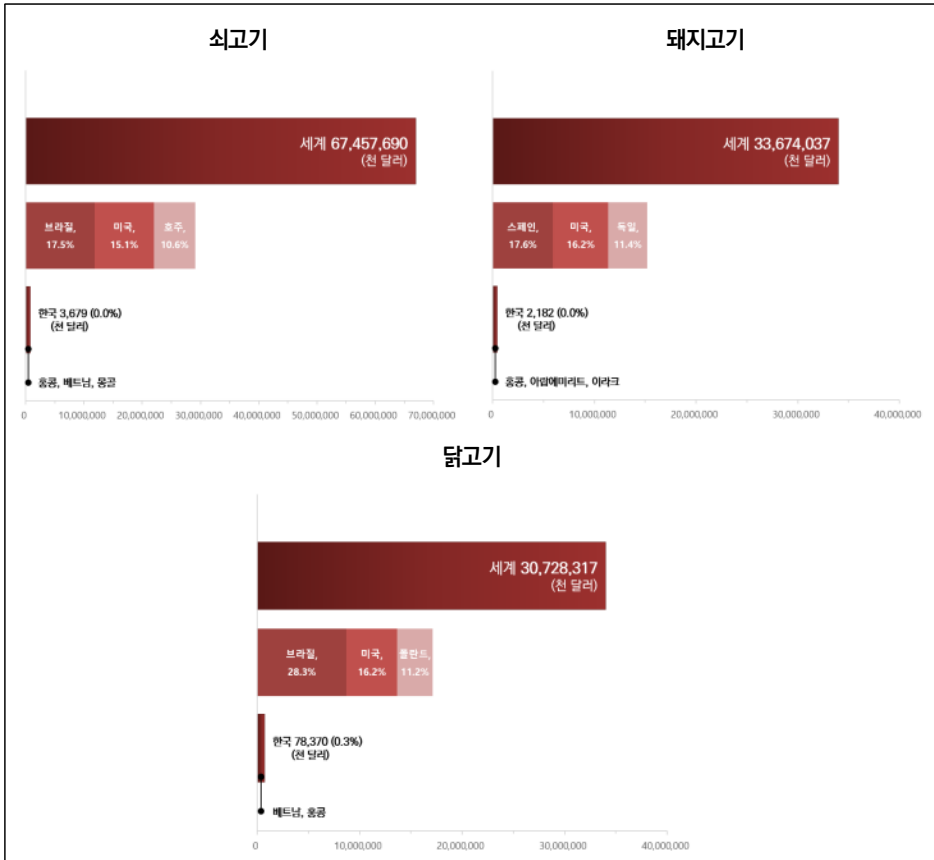 쇠고기
세계 67,457,690
(천 달러)
브라질,
17.5%
미국,
15.1%
호주,
10.6%
한국 3,679 (0.0%)
(천 달러)
홍콩, 베트남, 몽골
0 10,000,000 20,000,000 30,000,000 40,000,000 50,000,000 60,000,000 70,000,000
돼지고기
세계 33,674,037
(천 달러)
스페인,
17.6%
미국,
16.2%
독일,
11.4%
한국 2,182 (0.0%)
(천 달러)
홍콩, 아랍에미리트, 이라크
0 10,000,000 20,000,000 30,000,000 40,000,000
닭고기
세계 30,728,317
(천 달러)
브라질,
28.3%
미국,
16.2%
폴란드,
11.2%
한국 78,370 (0.3%)
(천 달러)
베트남, 홍콩
0 10,000,000 20,000,000 30,000,000 40,000,000